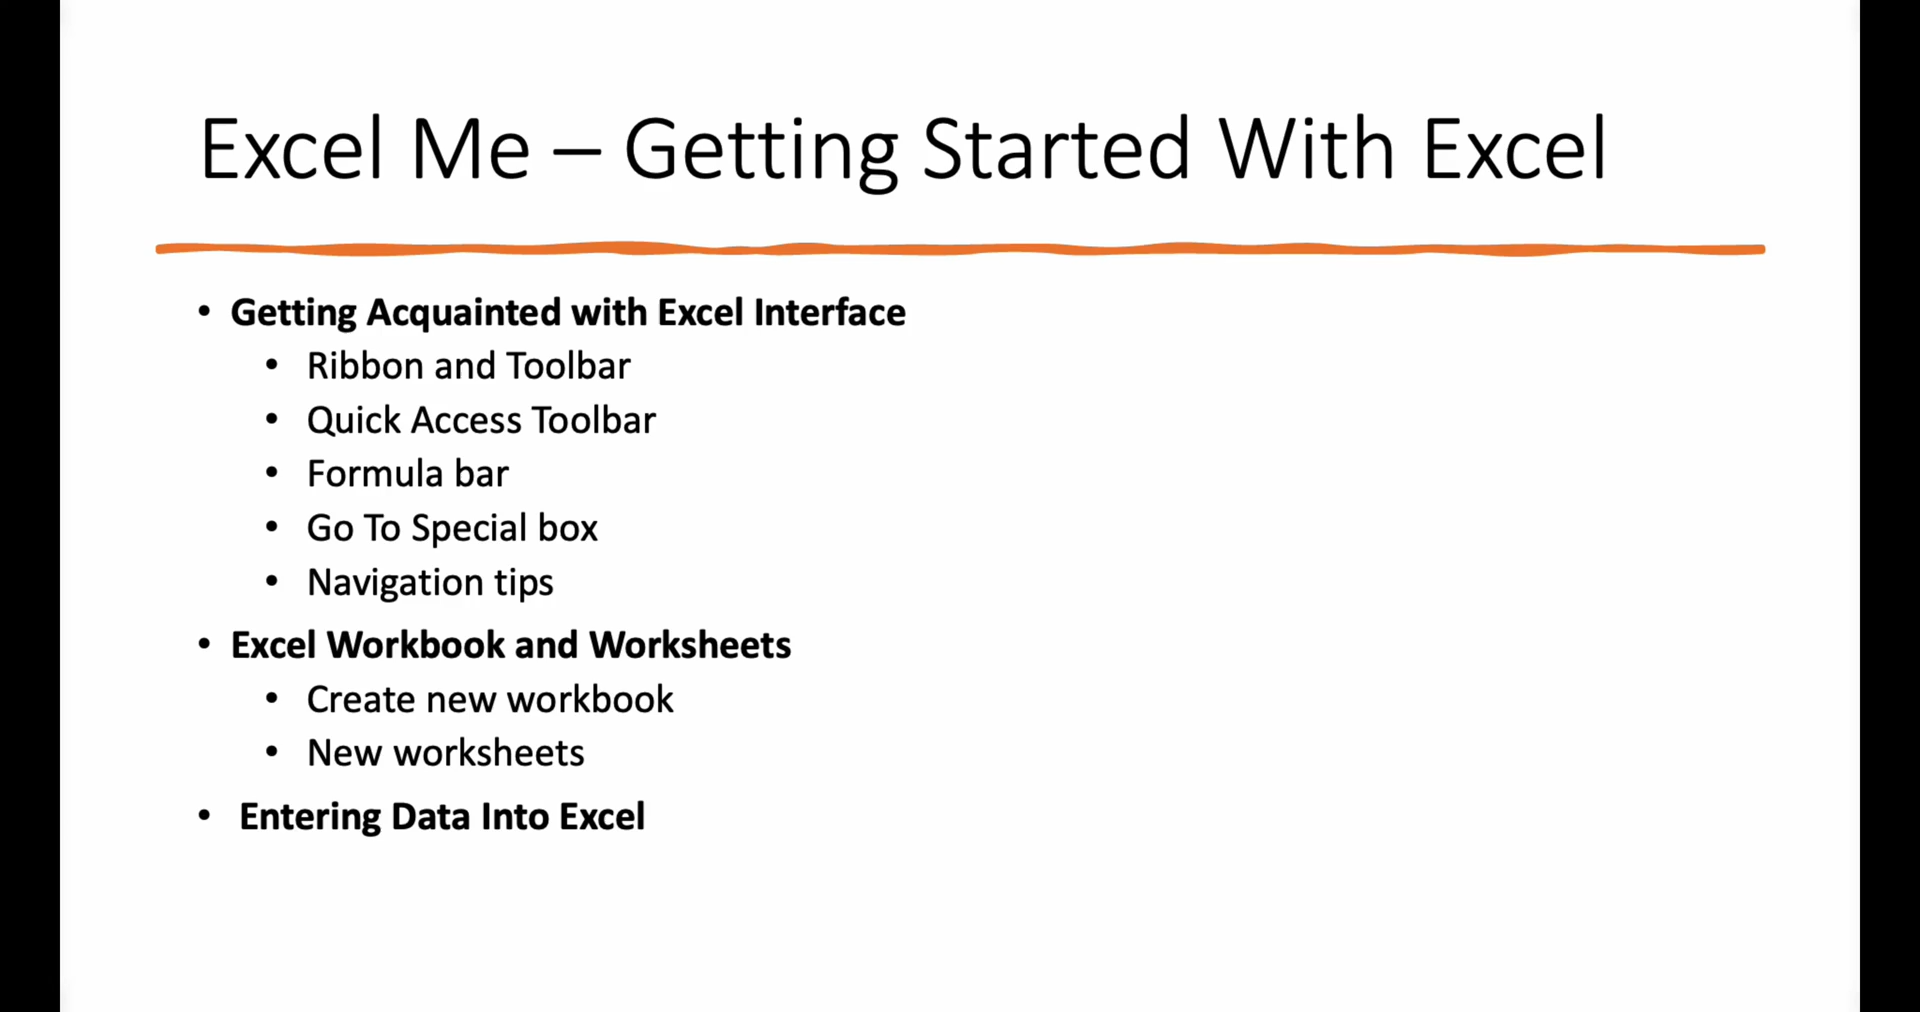 Excel Me – Getting Started With Excel
• Getting Acquainted with Excel Interface
• Ribbon and Toolbar
• Quick Access Toolbar
• Formula bar
• Go To Special box
• Navigation tips
• Excel Workbook and Worksheets
• Create new workbook
• New worksheets
• Entering Data Into Excel